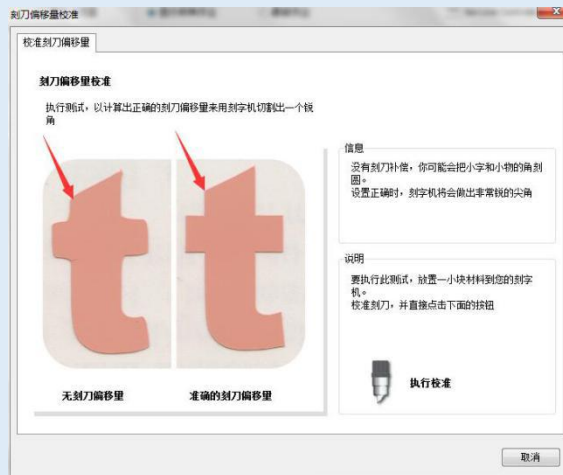 刻刀偏移量校准
校准刻刀偏移量
刻刀偏移量校准
执行测试，以计算出正确的刻刀偏移量来用刻字机切割出一个锐
角
无刻刀偏移量
准确的刻刀偏移量
信息
没有刻刀补偿，你可能会把小字和小物的角刻
圆。
设置正确时，刻字机将会做出非常锐的尖角
说明
要执行此测试，放置一小块材料到您的刻字
机。
校准刻刀，并直接点击下面的按钮
执行校准
取消